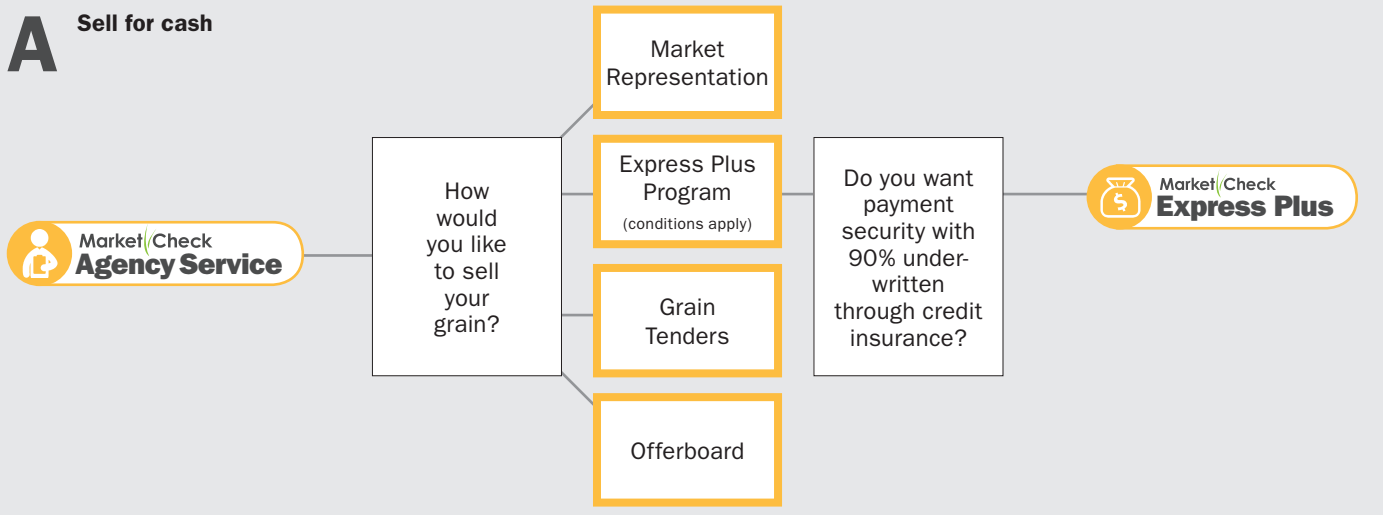 A
Sell for cash
Market Check
Agency Service
How
would
you like
to sell
your
grain?
Market
Representation
Express Plus
Program
(conditions apply)
Grain
Tenders
Offerboard
Do you want
payment
security with
90% under-
written
through credit
insurance?
$
Market Check
Express Plus